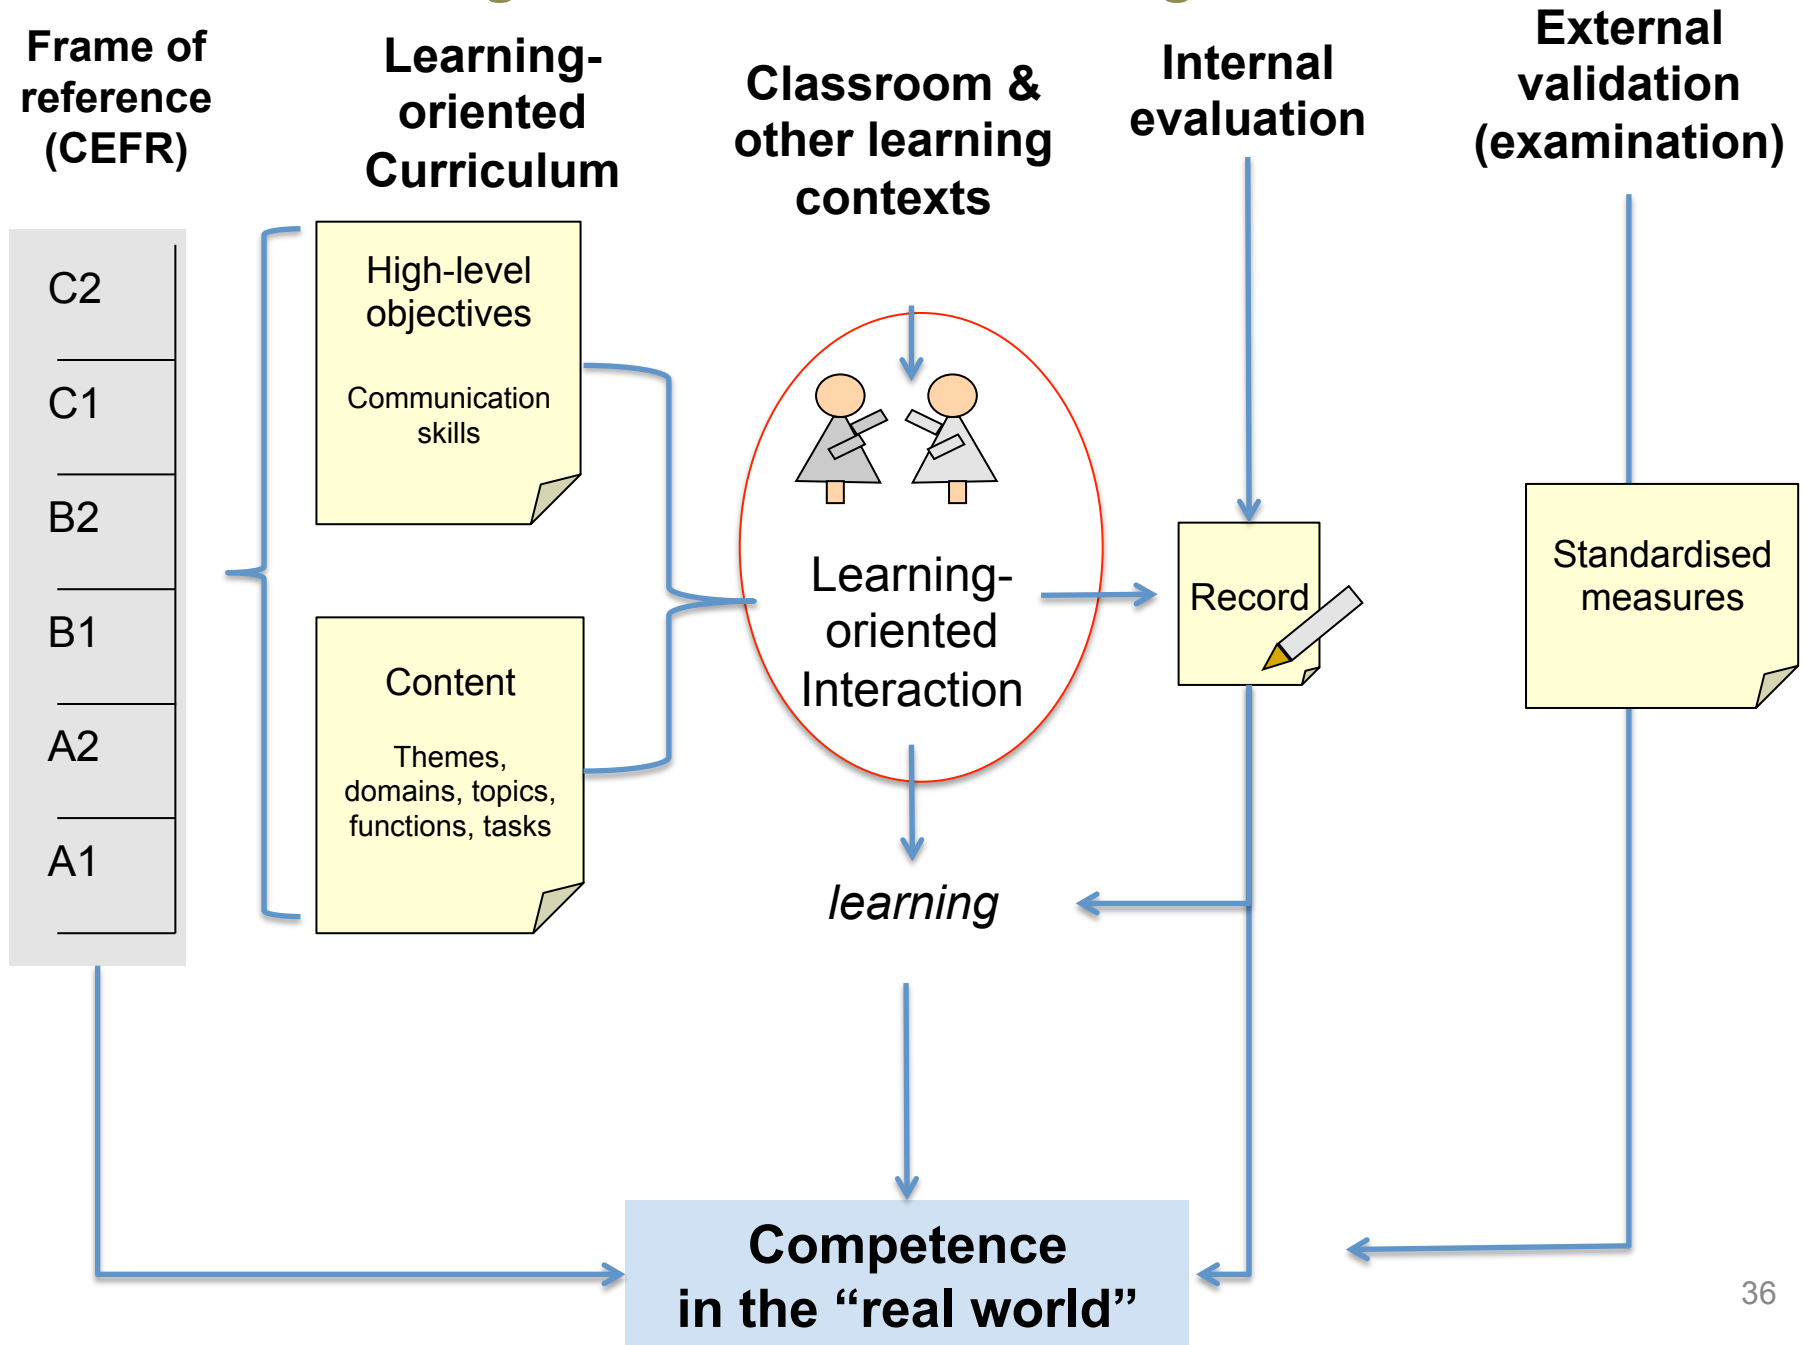 Frame of
reference
(CEFR)
Learning-
oriented
Curriculum
Classroom &
other learning
contexts
Internal
evaluation
External
validation
(examination)
C2
C1
B2
B1
A2
A1
High-level
objectives
Communication
skills
Content
Themes,
domains, topics,
functions, tasks
Learning-
oriented
Interaction
learning
Record
Standardised
measures
Competence
in the “real world”
36